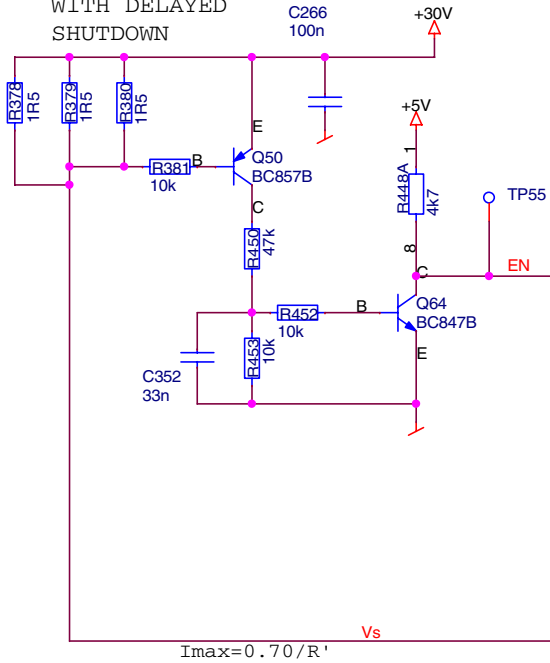 WITH DELAYED
SHUTDOWN
C266
100n
+30V
R378
1R5
R379
1R5
R380
1R5
+5V
E
R381
10k
B
Q50
BC857B
C
1
R448A
4k7
8
TP55
R450
47k
C
EN
R452
10k
B
Q64
BC847B
E
R453
10k
C352
33n
Vs
Imax=0.70/R'